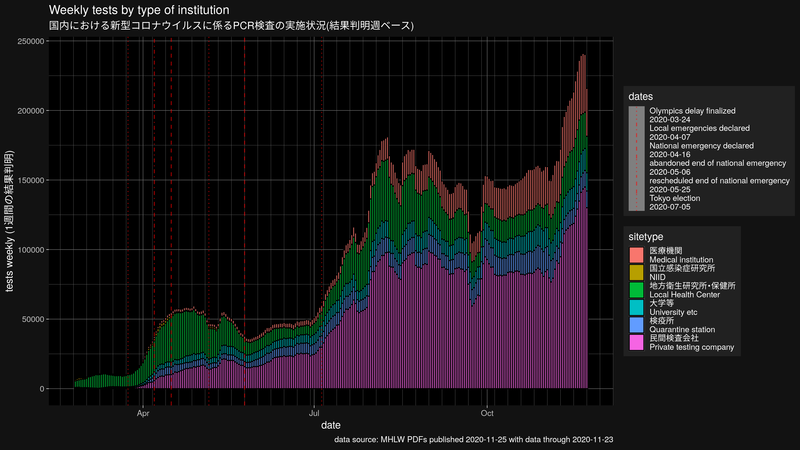 Weekly tests by type of institution
国内における新型コロナウイルスに係るPCR検査の実施状況(結果判明週ベース)
250000
200000
150000
100000
50000
0
tests weekly (1週間の結果判明)
Apr
Jul
Oct
date
data source: MHLW PDFs published 2020-11-25 with data through 2020-11-23
dates
Olympics delay finalized
2020-03-24
Local emergencies declared
2020-04-07
National emergency declared
2020-04-16
abandoned end of national emergency
2020-05-06
rescheduled end of national emergency
2020-05-25
Tokyo election
2020-07-05
sitetype
医療機関
Medical institution
国立感染症研究所
NIID
地方衛生研究所・保健所
Local Health Center
大学等
University etc
検疫所
Quarantine station
民間検査会社
Private testing company